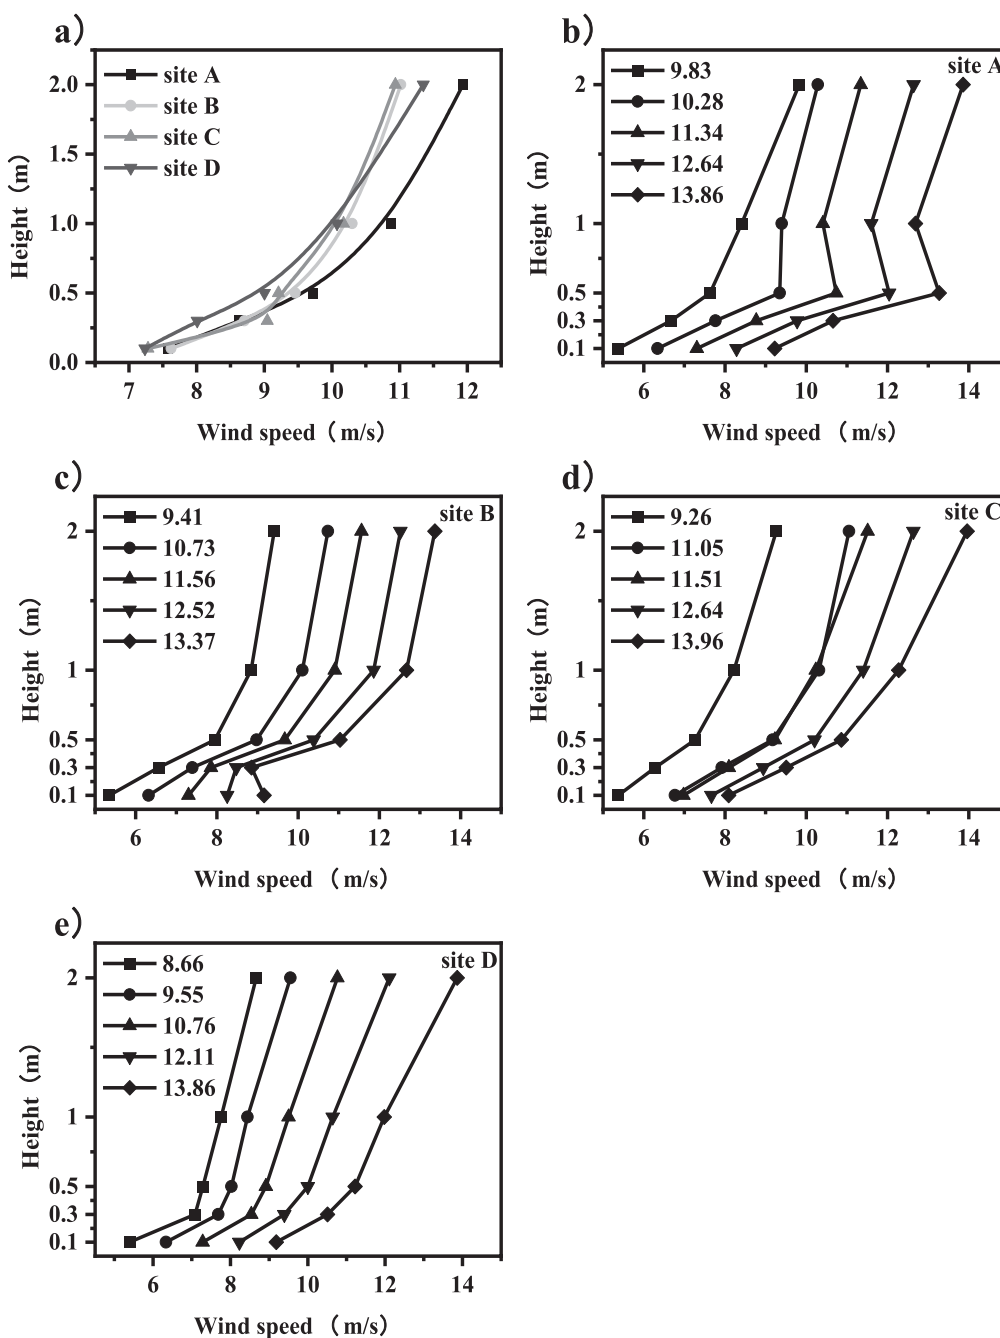 a)
site A
site B
site C
site D
2.0
1.5
1.0
0.5
0.0
7 8 9 10 11 12
Height (m)
Wind speed (m/s)
b)
site A
9.83
10.28
11.34
12.64
13.86
2
1
0.5
0.3
0.1
6 8 10 12 14
Height (m)
Wind speed (m/s)
c)
site B
9.41
10.73
11.56
12.52
13.37
2
1
0.5
0.3
0.1
6 8 10 12 14
Height (m)
Wind speed (m/s)
d)
site C
9.26
11.05
11.51
12.64
13.96
2
1
0.5
0.3
0.1
6 8 10 12 14
Height (m)
Wind speed (m/s)
e)
site D
8.66
9.55
10.76
12.11
13.86
2
1
0.5
0.3
0.1
6 8 10 12 14
Height (m)
Wind speed (m/s)